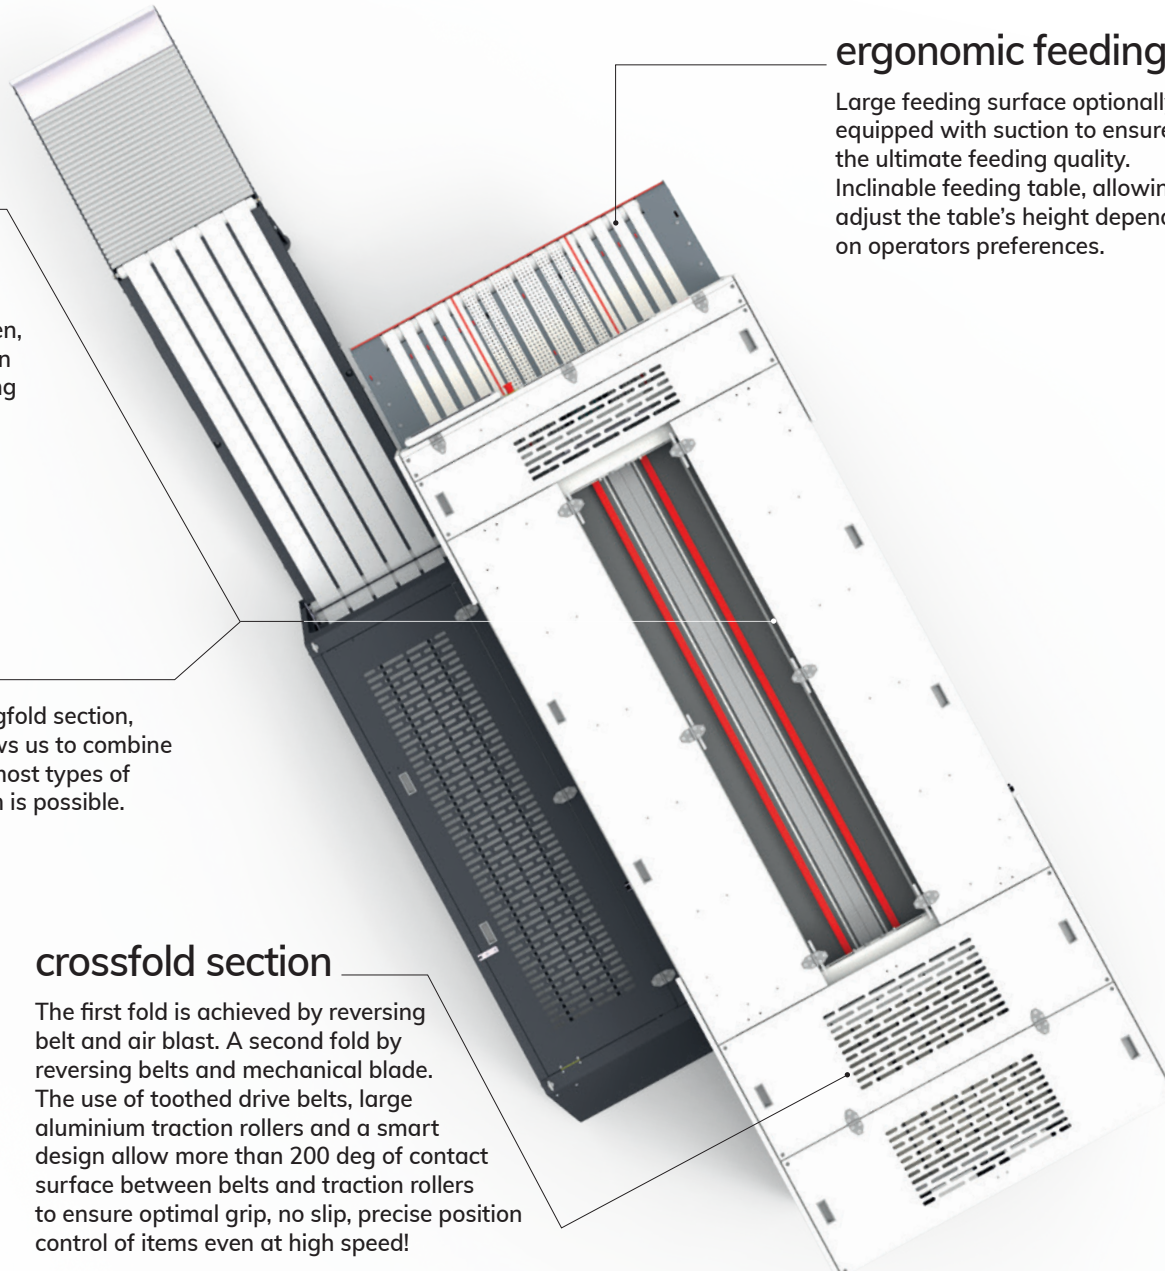 ergonomic feeding
Large feeding surface optionally
equipped with suction to ensure
the ultimate feeding quality.
Inclinable feeding table, allowin
adjust the table's height depend
on operators preferences.
en,
n
ng
gfold section,
ws us to combine
most types of
n is possible.
crossfold section
The first fold is achieved by reversing
belt and air blast. A second fold by
reversing belts and mechanical blade.
The use of toothed drive belts, large
aluminium traction rollers and a smart
design allow more than 200 deg of contact
surface between belts and traction rollers
to ensure optimal grip, no slip, precise position
control of items even at high speed!